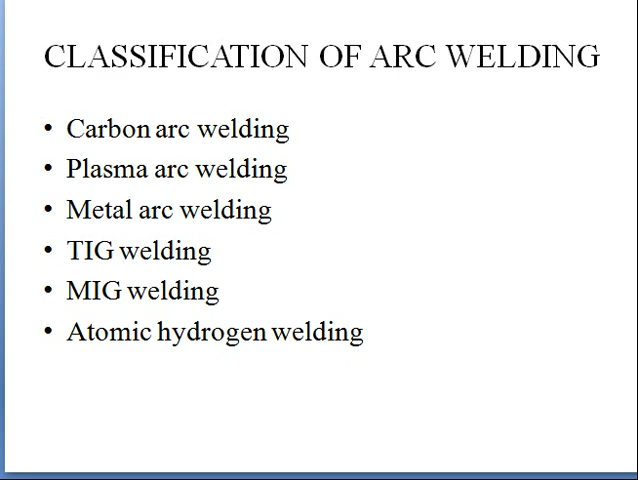 CLASSIFICATION OF ARC WELDING
• Carbon arc welding
• Plasma arc welding
• Metal arc welding
• TIG welding
• MIG welding
• Atomic hydrogen welding